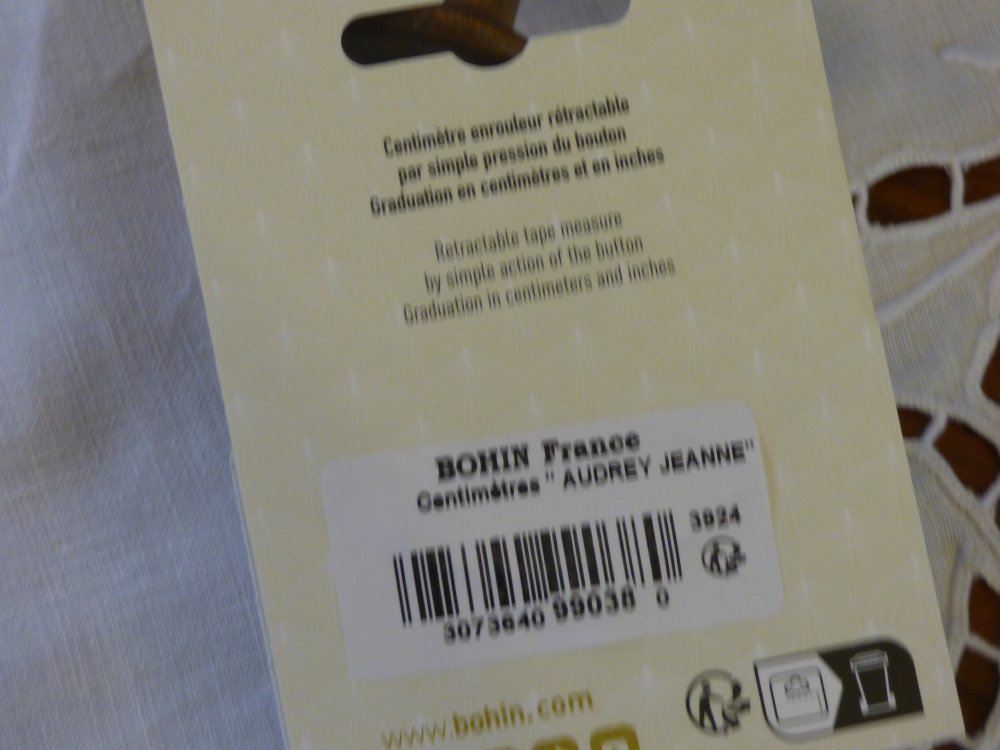 Centimètre enrouleur rétractable
par simple pression du bouton
Graduation en centimètres et en inches
Retractable tape measure
by simple action of the button
Graduation in centimeters and inches
BOHIN France
Centimétres " AUDREY JEANNE"
3924
3073640 99038 0
www.bohin.com